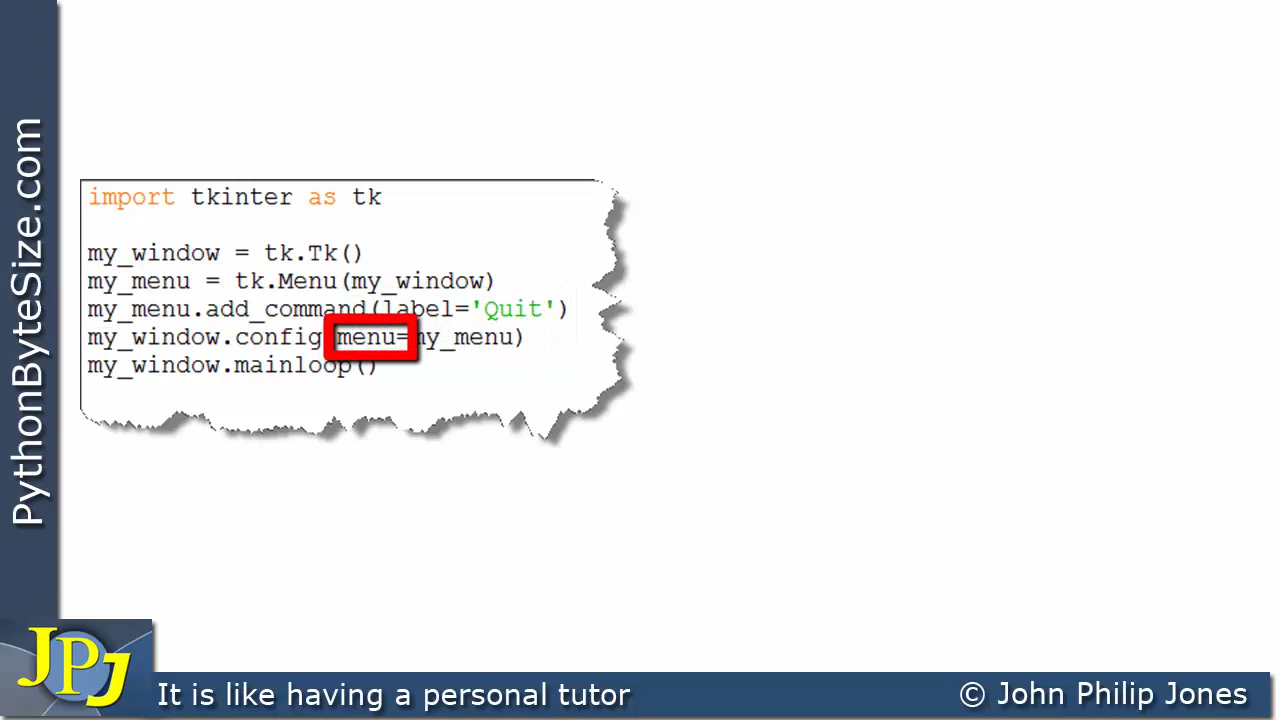 PythonByteSize.com
import tkinter as tk
my_window = tk.Tk()
my_menu = tk.Menu(my_window)
my_menu.add_command(label='Quit')
my_window.config(menu=my_menu)
my_window.mainloop()
JPJ
It is like having a personal tutor
© John Philip Jones